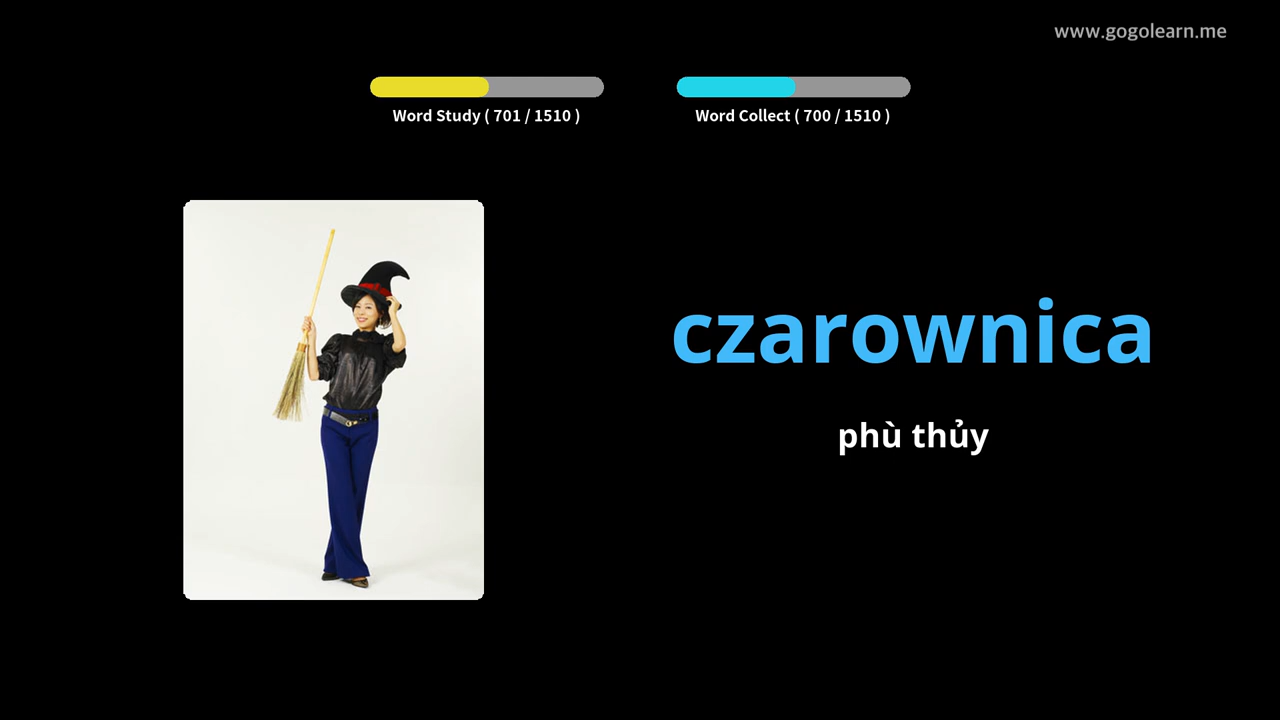 www.gogolearn.me
Word Study ( 701 / 1510 )
Word Collect ( 700 / 1510 )
czarownica
phù thủy